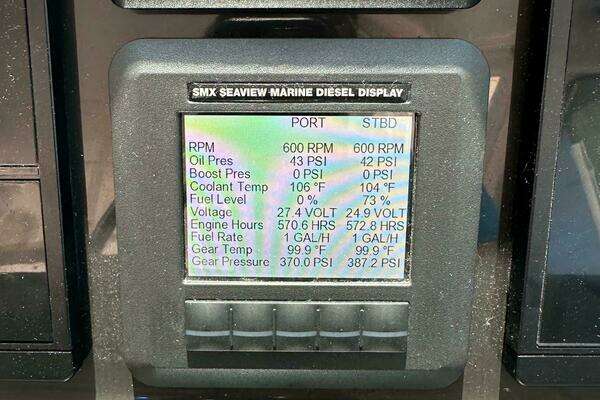 SMX SEAVIEW MARINE DIESEL DISPLAY
PORT STBD
RPM 600 RPM 600 RPM
Oil Pres 43 PSI 42 PSI
Boost Pres 0 PSI 0 PSI
Coolant Temp 106 °F 104 °F
Fuel Level 0 % 73 %
Voltage 27.4 VOLT 24.9 VOLT
Engine Hours 570.6 HRS 572.8 HRS
Fuel Rate 1 GAL/H 1 GAL/H
Gear Temp 99.9 °F 99.9 °F
Gear Pressure 370.0 PSI 387.2 PSI